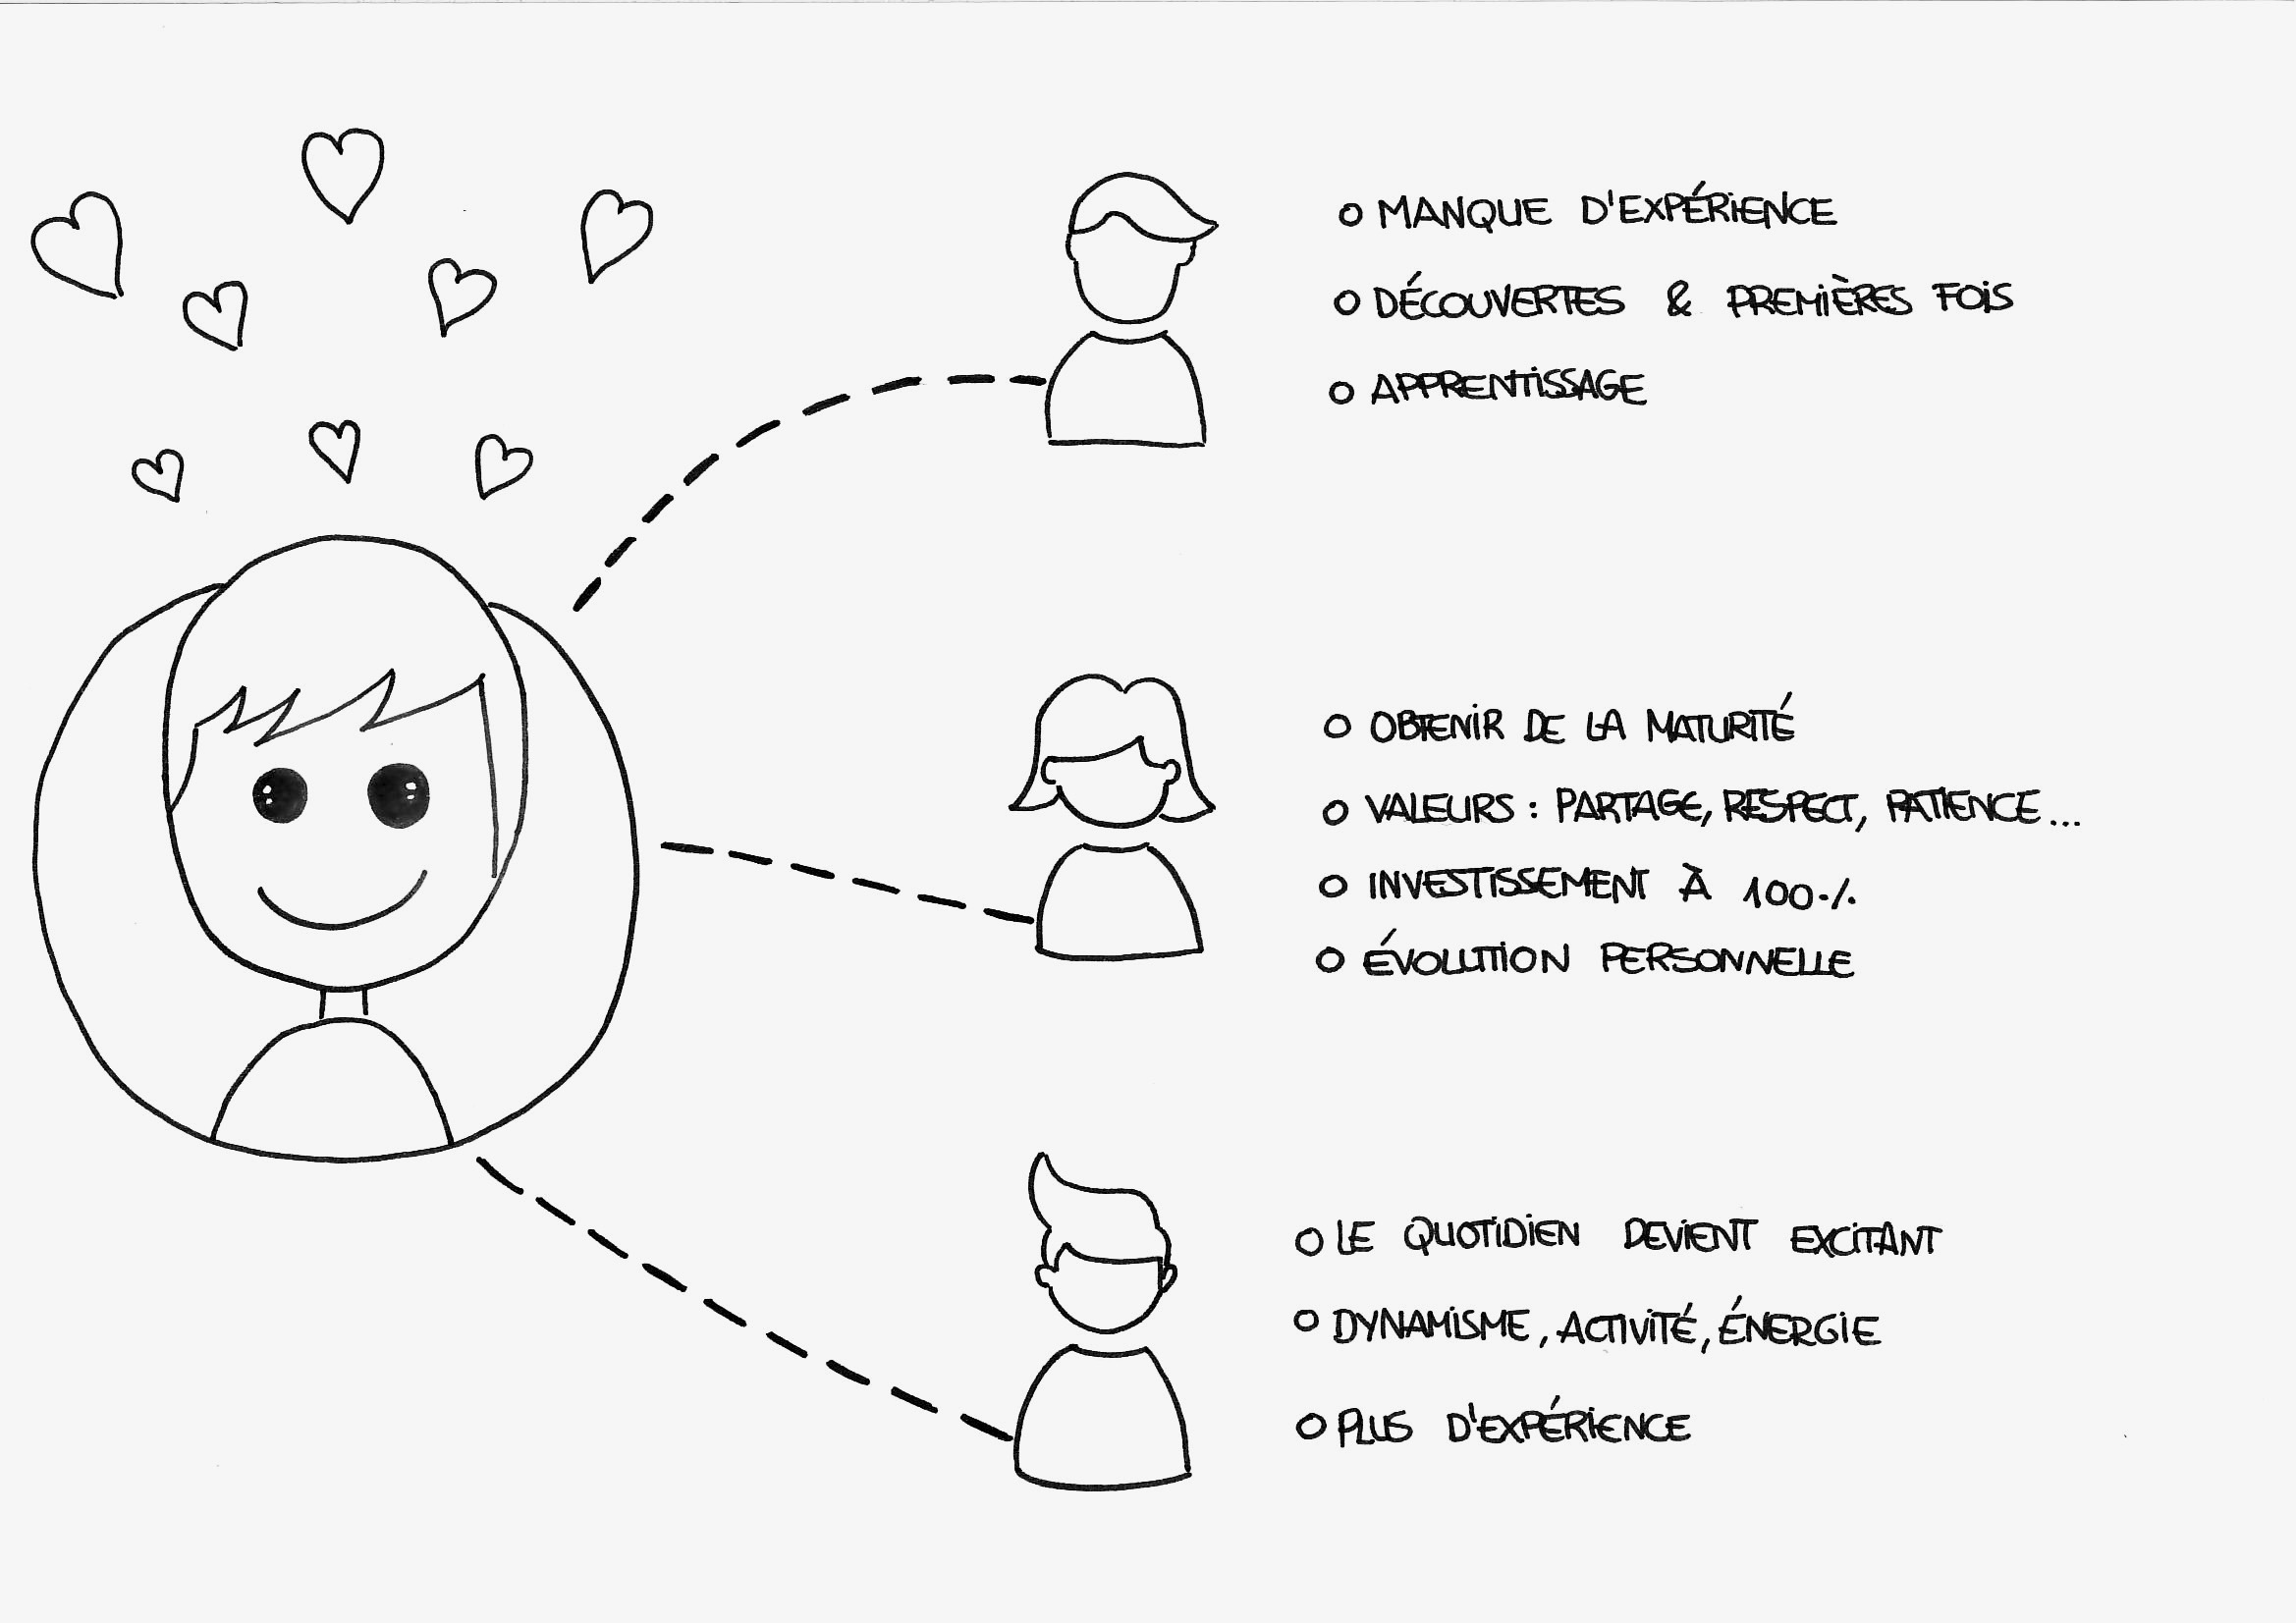 O MANQUE D'EXPÉRIENCE
O DÉCOUVERTES & PREMIÈRES FOIS
O APPRENTISSAGE
O OBTENIR DE LA MATURITÉ
O VALEURS : PARTAGE, RESPECT, PATIENCE...
O INVESTISSEMENT À 100%
O ÉVOLUTION PERSONNELLE
O LE QUOTIDIEN DEVIENT EXCITANT
O DYNAMISME, ACTIVITÉ, ÉNERGIE
O PLUS D'EXPÉRIENCE